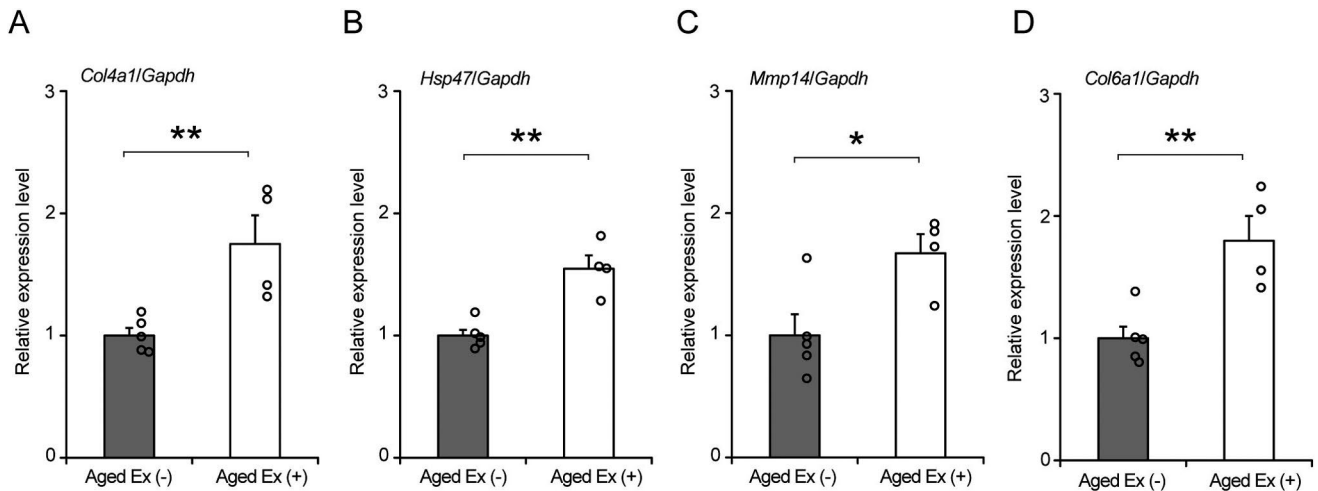 A
B
C
D
Col4a1/Gapdh
Hsp47/Gapdh
Mmp14/Gapdh
Col6a1/Gapdh
Relative expression level
3
2
1
0
**
Aged Ex (-)
Aged Ex (+)
Relative expression level
3
2
1
0
**
Aged Ex (-)
Aged Ex (+)
Relative expression level
3
2
1
0
*
Aged Ex (-)
Aged Ex (+)
Relative expression level
3
2
1
0
**
Aged Ex (-)
Aged Ex (+)